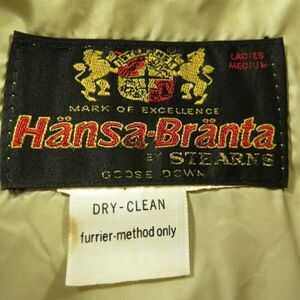 LADIES
MEDIUM
MARK OF EXCELLENCE
Hänsa-Bränta
BY STEARNS
GOOSE DOWN
DRY-CLEAN
furrier-method only